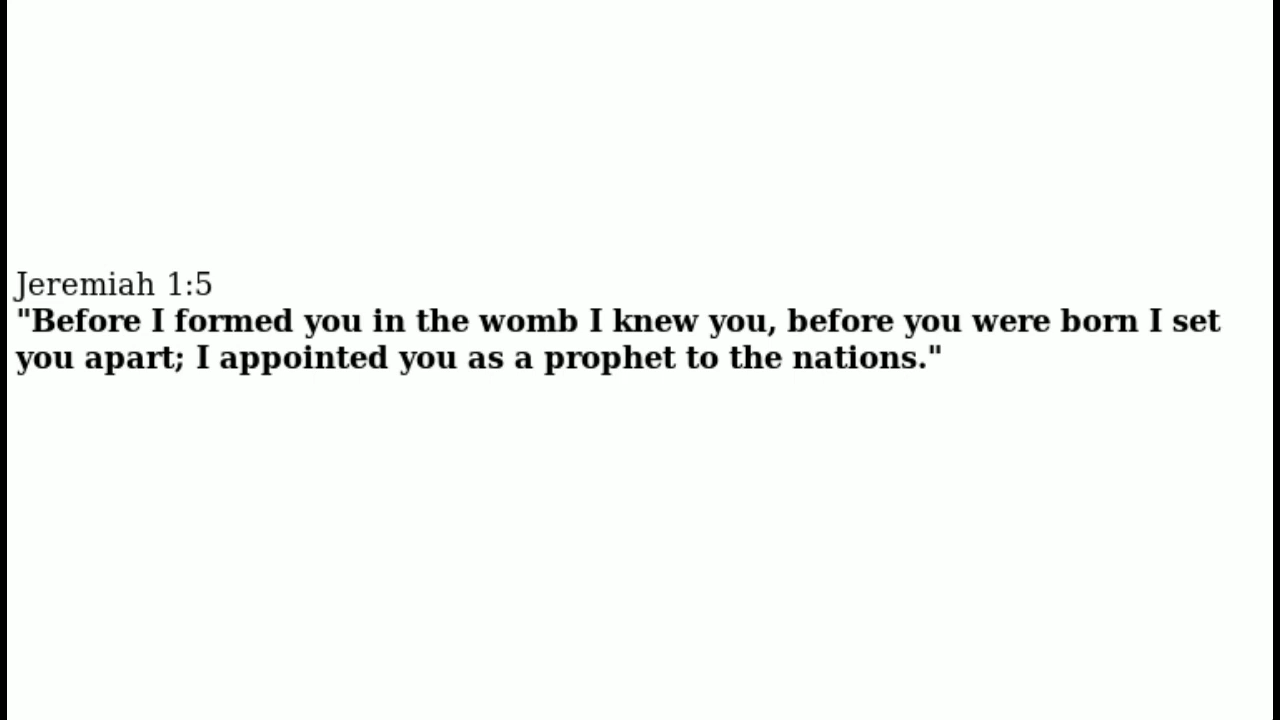 Jeremiah 1:5
"Before I formed you in the womb I knew you, before you were born I set
you apart; I appointed you as a prophet to the nations."